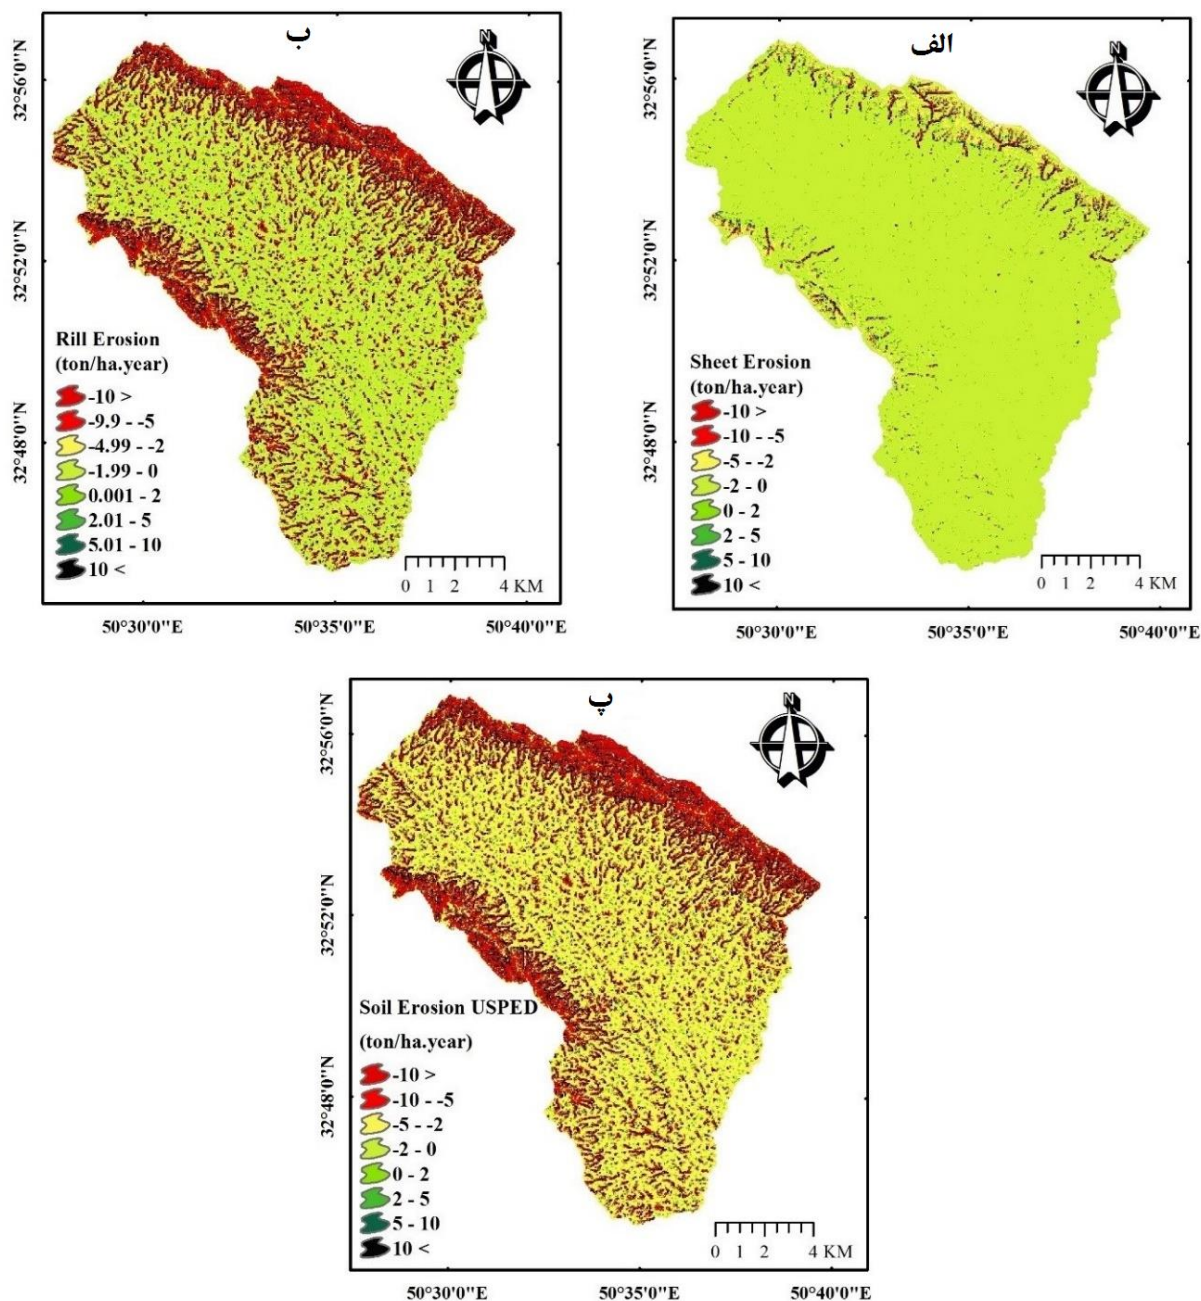 ب
N
32°56'0"N
32°52'0"N
32°48'0"N
Rill Erosion
(ton/ha.year)
-10 >
-9.9 - -5
-4.99 - -2
-1.99 - 0
0.001 - 2
2.01 - 5
5.01 - 10
10 <
0 1 2 4 KM
50°30'0"E 50°35'0"E 50°40'0"E
الف
N
32°56'0"N
32°52'0"N
32°48'0"N
Sheet Erosion
(ton/ha.year)
-10 >
-10 - -5
-5 - -2
-2 - 0
0 - 2
2 - 5
5 - 10
10 <
0 1 2 4 KM
50°30'0"E 50°35'0"E 50°40'0"E
پ
N
32°56'0"N
32°52'0"N
32°48'0"N
Soil Erosion USPED
(ton/ha.year)
-10 >
-10 - -5
-5 - -2
-2 - 0
0 - 2
2 - 5
5 - 10
10 <
0 1 2 4 KM
50°30'0"E 50°35'0"E 50°40'0"E